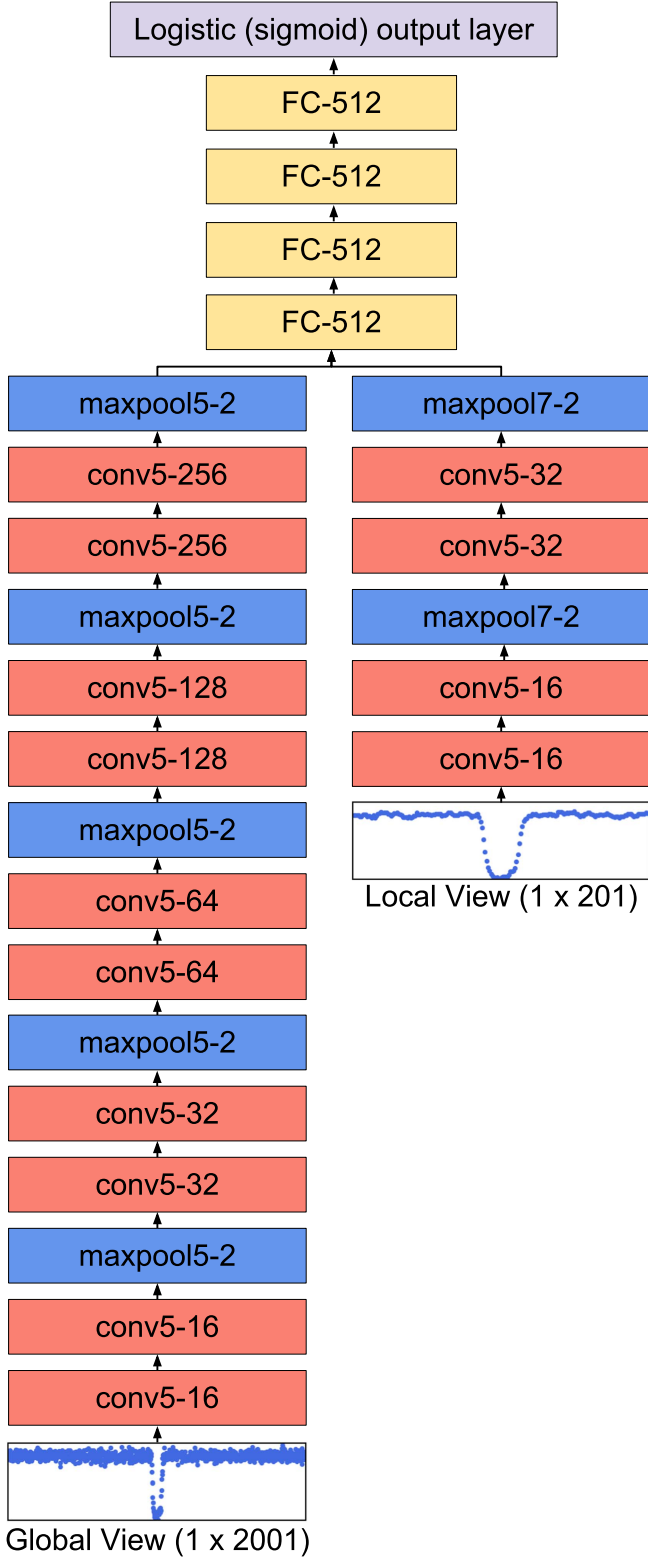 Logistic (sigmoid) output layer
FC-512
FC-512
FC-512
FC-512
maxpool5-2
conv5-256
conv5-256
maxpool5-2
conv5-128
conv5-128
maxpool5-2
conv5-64
conv5-64
maxpool5-2
conv5-32
conv5-32
maxpool5-2
conv5-16
conv5-16
Global View (1 x 2001)
maxpool7-2
conv5-32
conv5-32
maxpool7-2
conv5-16
conv5-16
Local View (1 x 201)